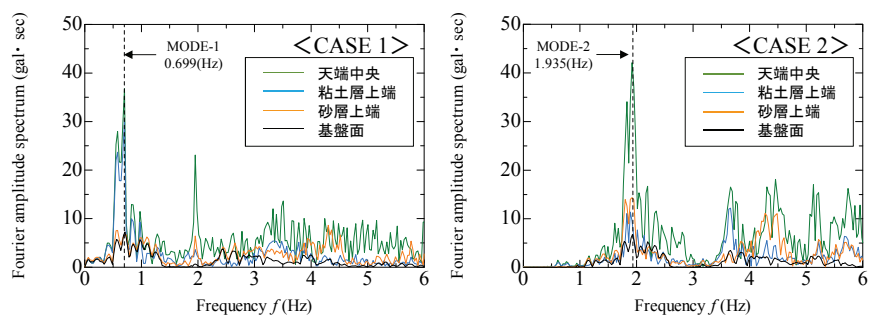 Fourier amplitude spectrum (gal・sec)
50
40
30
20
10
0
0
1
2
3
4
5
6
Frequency f (Hz)
MODE-1
0.699(Hz)
＜CASE 1＞
天端中央
粘土層上端
砂層上端
基盤面
Fourier amplitude spectrum (gal・sec)
50
40
30
20
10
0
0
1
2
3
4
5
6
Frequency f (Hz)
MODE-2
1.935(Hz)
＜CASE 2＞
天端中央
粘土層上端
砂層上端
基盤面